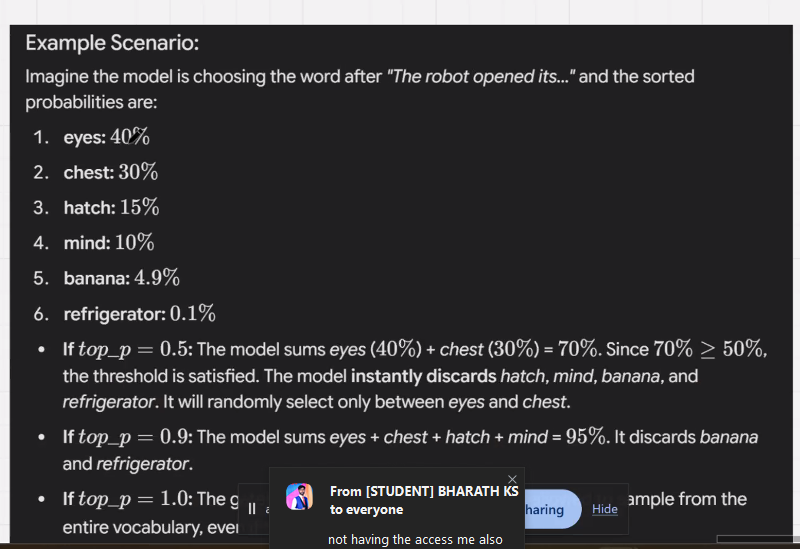 Example Scenario:
Imagine the model is choosing the word after "The robot opened its..." and the sorted
probabilities are:
1. eyes: 40%
2. chest: 30%
3. hatch: 15%
4. mind: 10%
5. banana: 4.9%
6. refrigerator: 0.1%
• If top_p = 0.5: The model sums eyes (40%) + chest (30%) = 70%. Since 70% ≥ 50%,
the threshold is satisfied. The model instantly discards hatch, mind, banana, and
refrigerator. It will randomly select only between eyes and chest.
• If top_p = 0.9: The model sums eyes + chest + hatch + mind = 95%. It discards banana
and refrigerator.
• If top_p = 1.0: The
entire vocabulary,
ample from the
From [STUDENT] BHARATH KS
to everyone
not having the access me also
haring
Hide